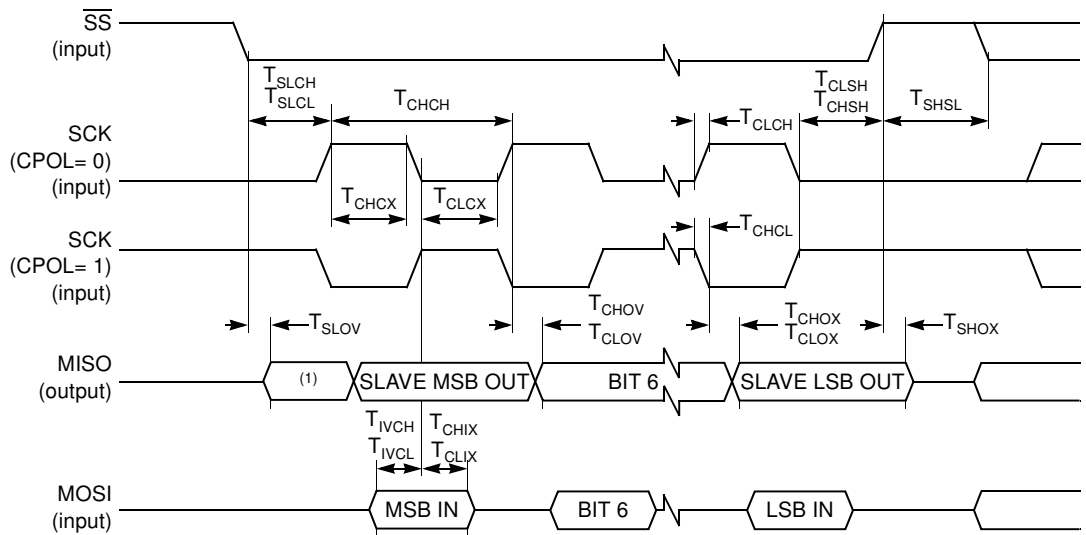 SS
(input)
T_SLCH
T_SLCL
T_CHCH
T_CLCH
T_CLSH
T_CHSH
T_SHSL
SCK
(CPOL= 0)
(input)
T_CHCX
T_CLCX
SCK
(CPOL= 1)
(input)
T_CHCL
T_SLOV
T_CHOV
T_CLOV
T_CHOX
T_CLOX
T_SHOX
MISO
(output)
(1)
SLAVE MSB OUT
BIT 6
SLAVE LSB OUT
T_IVCH
T_IVCL
T_CHIX
T_CLIX
MOSI
(input)
MSB IN
BIT 6
LSB IN